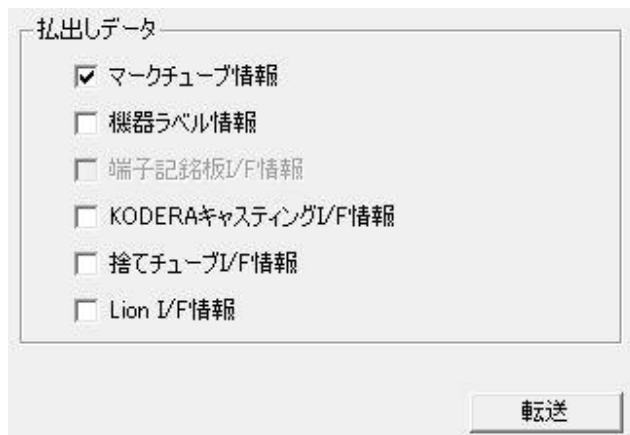 払出しデータ
マークチューブ情報
機器ラベル情報
端子記銘板I/F情報
KODERAキャスティングI/F情報
捨てチューブI/F情報
Lion I/F情報
転送